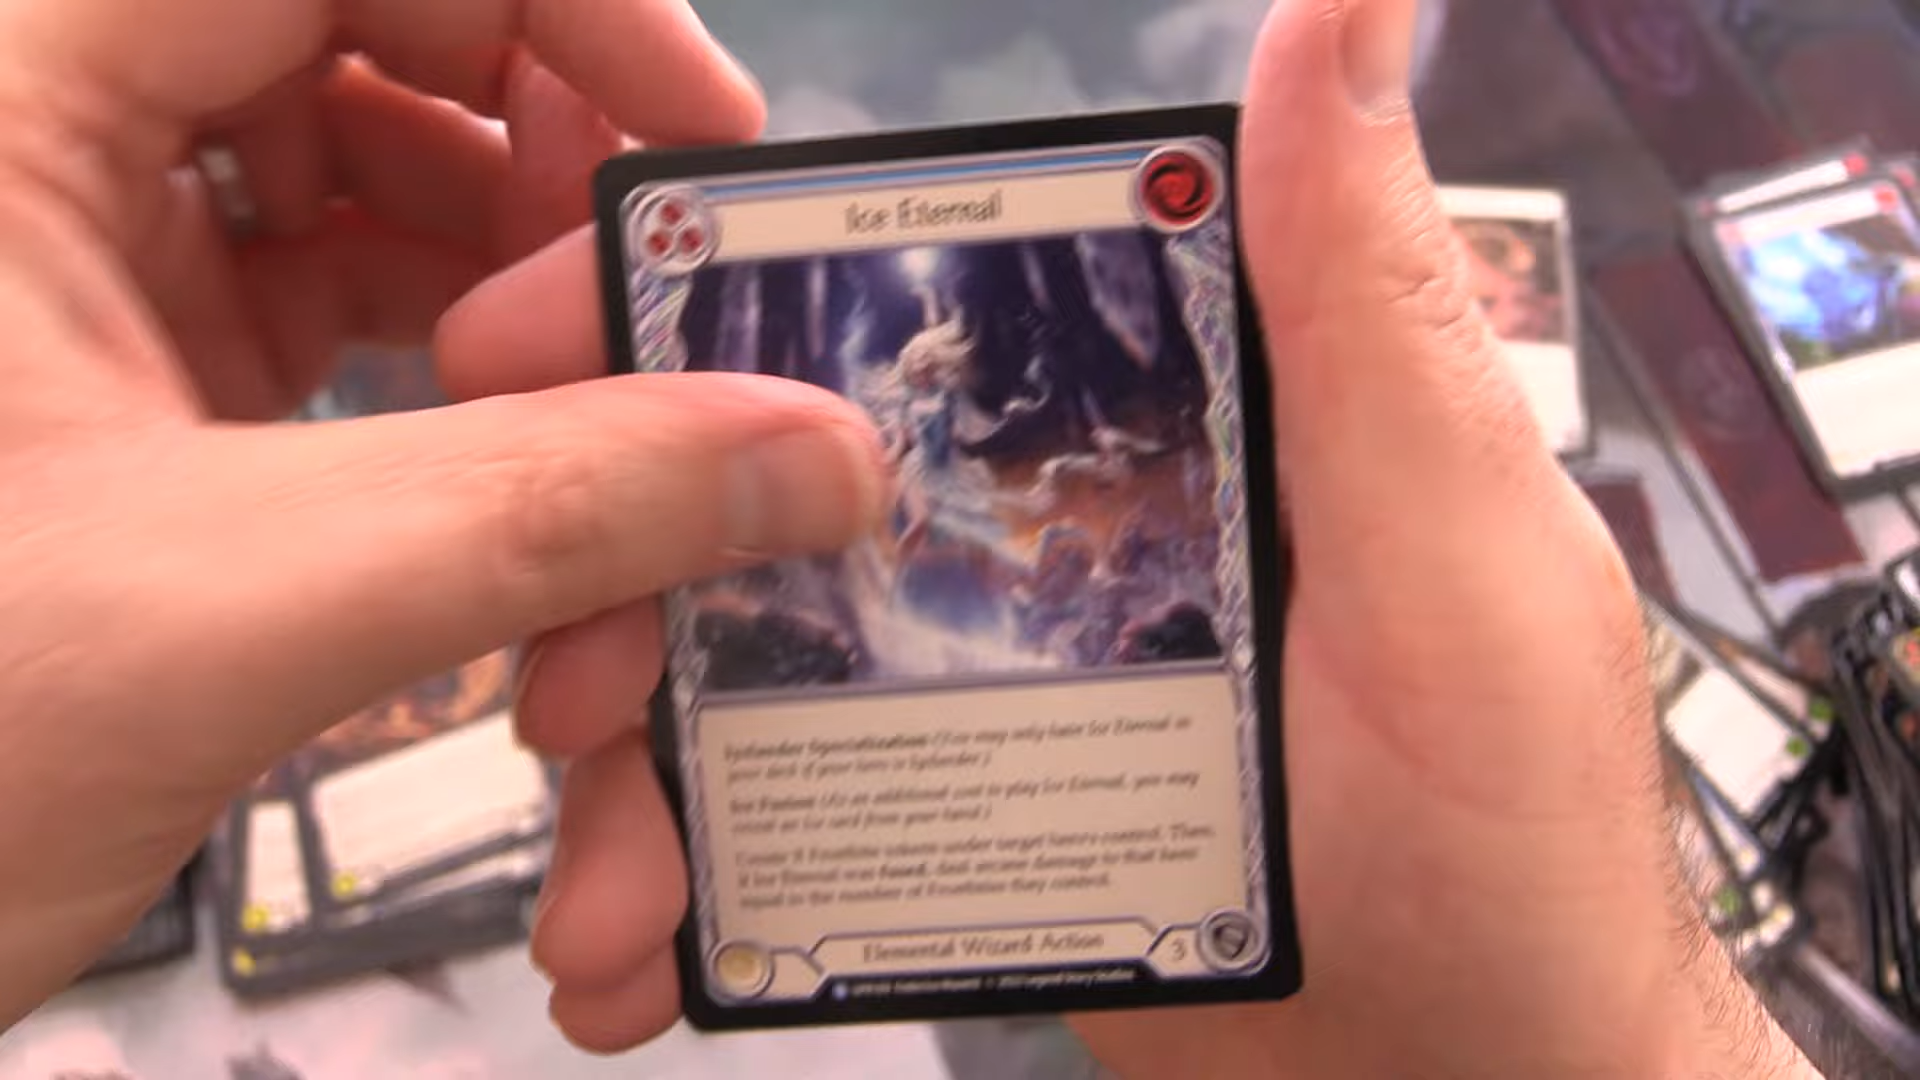 Ice Eternal
Iyslander Specialization (You may only have Ice Eternal in
your deck if your hero is Iyslander.)
Ice Fusion (As an additional cost to play Ice Eternal, you may
reveal an Ice card from your hand.)
Create X Frostbite tokens under target hero's control. Then,
if Ice Eternal was fused, deal arcane damage to that hero
equal to the number of Frostbites they control.
Elemental Wizard Action
3